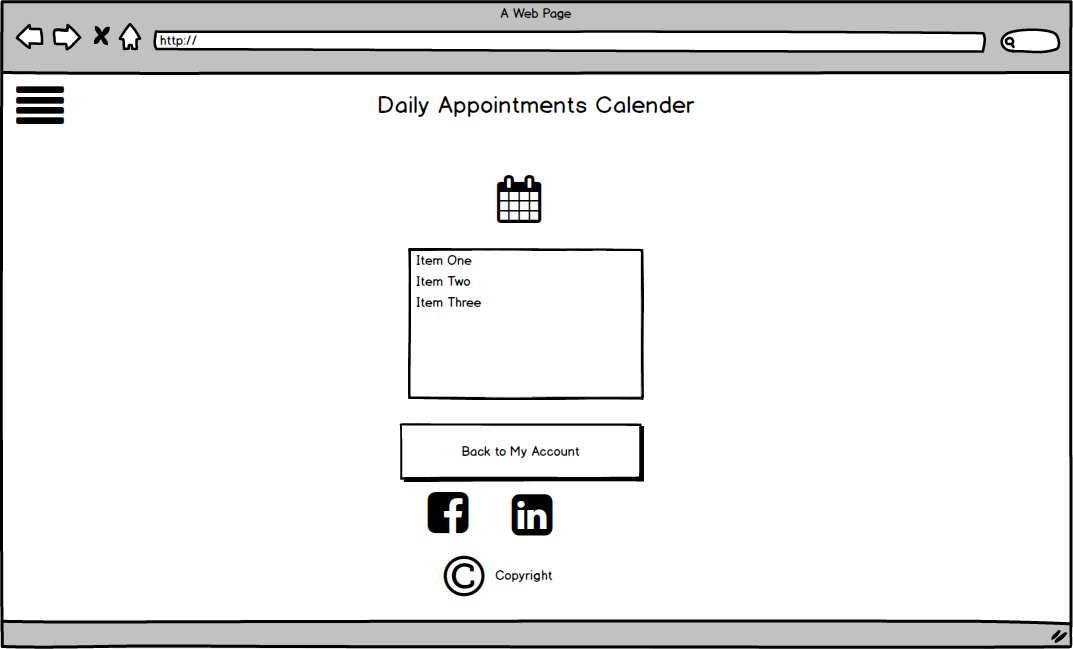 A Web Page
http://
Daily Appointments Calender
Item One
Item Two
Item Three
Back to My Account
f in
© Copyright